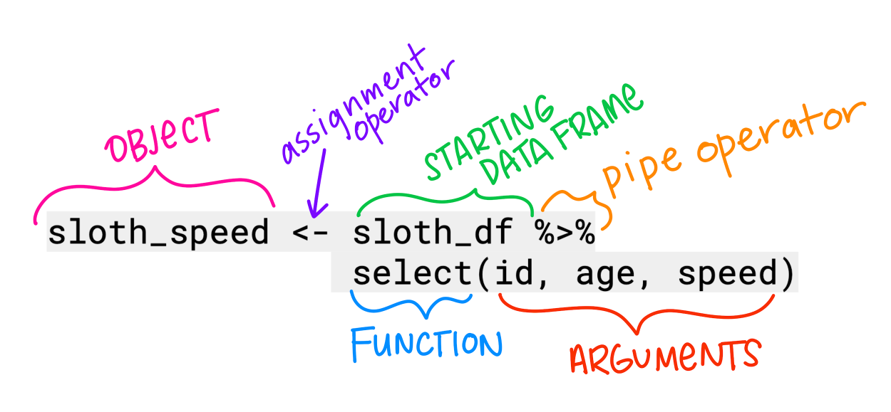 OBJECT
assignment
operator
STARTING
DATA FRAME
pipe operator
sloth_speed <- sloth_df %>%
select(id, age, speed)
FUNCTION
ARGUMENTS